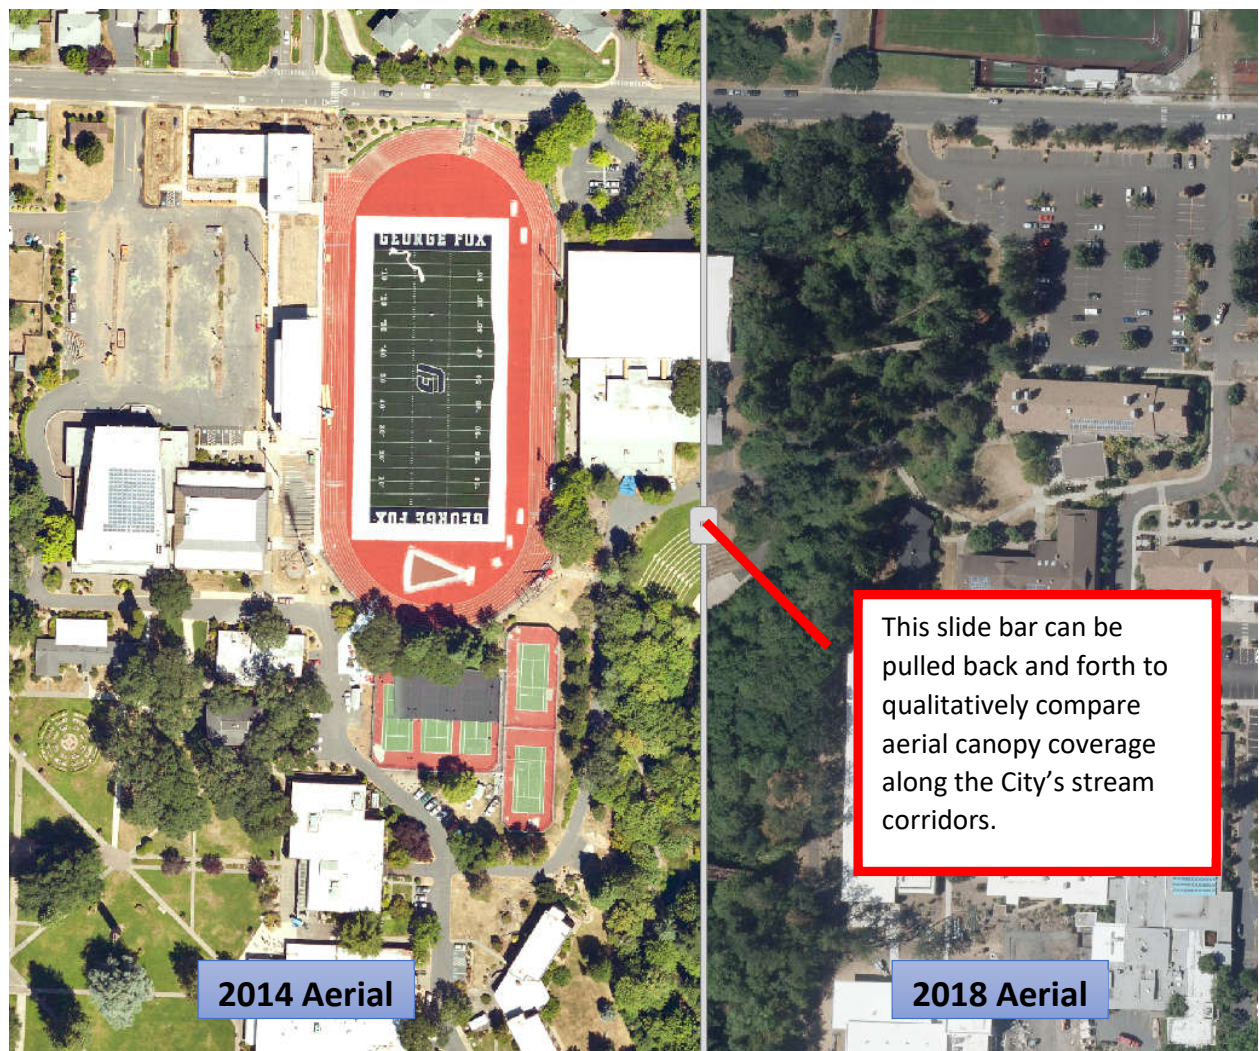 GEORGE FOX
GEORGE FOX
This slide bar can be
pulled back and forth to
qualitatively compare
aerial canopy coverage
along the City’s stream
corridors.
2014 Aerial
2018 Aerial